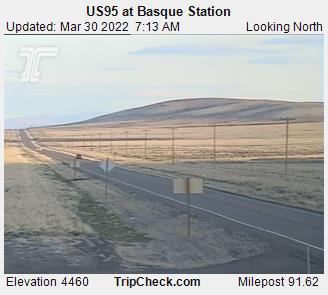 US95 at Basque Station
Updated: Mar 30 2022 7:13 AM Looking North
Elevation 4460 TripCheck.com Milepost 91.62